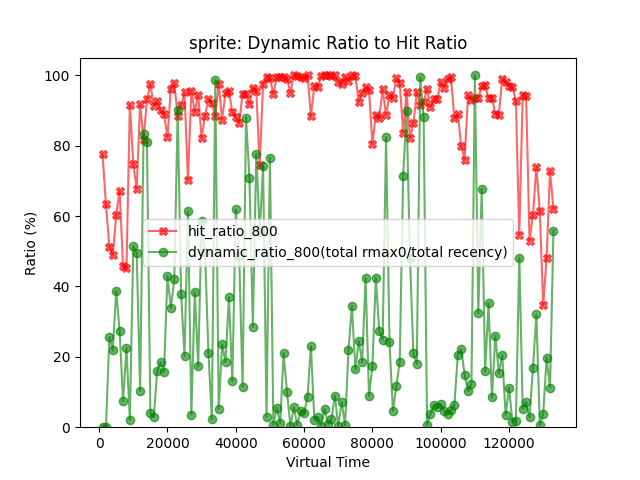 sprite: Dynamic Ratio to Hit Ratio
100
80
60
40
20
0
Ratio (%)
hit_ratio_800
dynamic_ratio_800(total rmax0/total recency)
0 20000 40000 60000 80000 100000 120000
Virtual Time